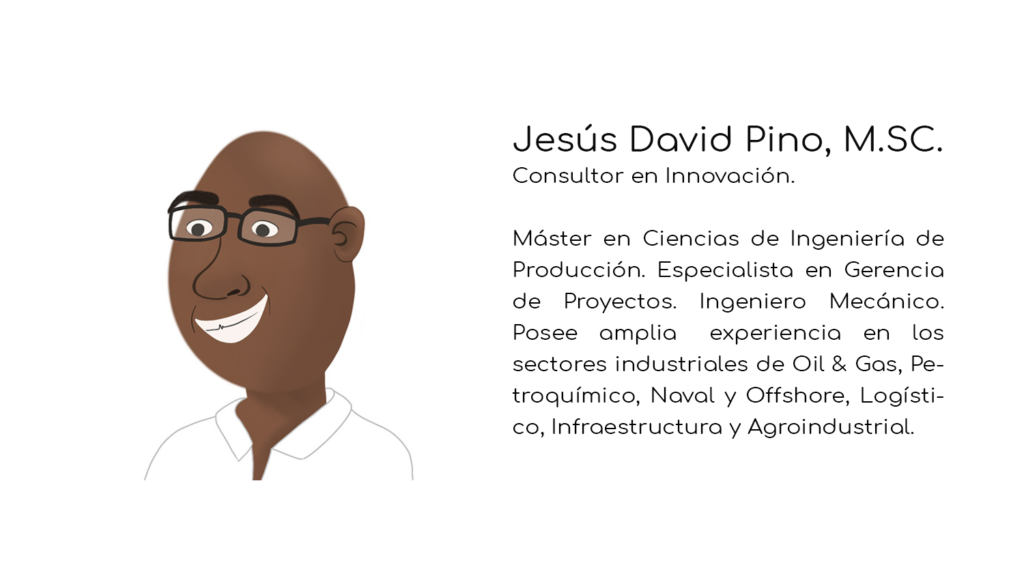 Jesús David Pino, M.SC.
Consultor en Innovación.
Máster en Ciencias de Ingeniería de
Producción. Especialista en Gerencia
de Proyectos. Ingeniero Mecánico.
Posee amplia experiencia en los
sectores industriales de Oil & Gas, Pe-
troquímico, Naval y Offshore, Logísti-
co, Infraestructura y Agroindustrial.